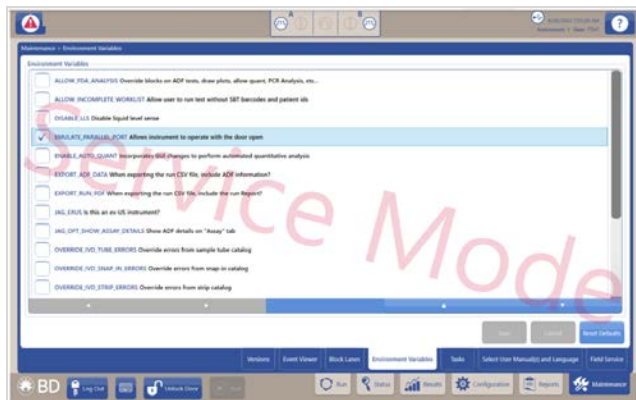 A
B
?
Maintenance > Environment Variables
Environment Variables
ALLOW_FDA_ANALYSIS Override blocks on ADF tests, draw plots, allow quant, PCR Analysis, etc...
ALLOW_INCOMPLETE_WORKLIST Allow user to run test without SBT barcodes and patient ids
DISABLE_LLS Disable liquid level sense
EMULATE_PARALLEL_PORT Allows instrument to operate with the door open
ENABLE_AUTO_QUANT Incorporates GUI changes to perform automated quantitative analysis
EXPORT_ADF_DATA When exporting the run CSV file, include ADF information?
EXPORT_RUN_PDF When exporting the run CSV file, include the run Report?
JAG_EXUS Is this an ex-US instrument?
JAG_OPT_SHOW_ASSAY_DETAILS Show ADF details on "Assay" tab
OVERRIDE_IVD_TUBE_ERRORS Override errors from sample tube catalog
OVERRIDE_IVD_SNAP_IN_ERRORS Override errors from snap-in catalog
OVERRIDE_IVD_STRIP_ERRORS Override errors from strip catalog
Service Mode
Save Cancel Reset Defaults
Versions Event Viewer Block Lanes Environment Variables Tasks Select User Manual(s) and Language Field Service
BD Log Out Unlock Door Run Status Results Configuration Reports Maintenance